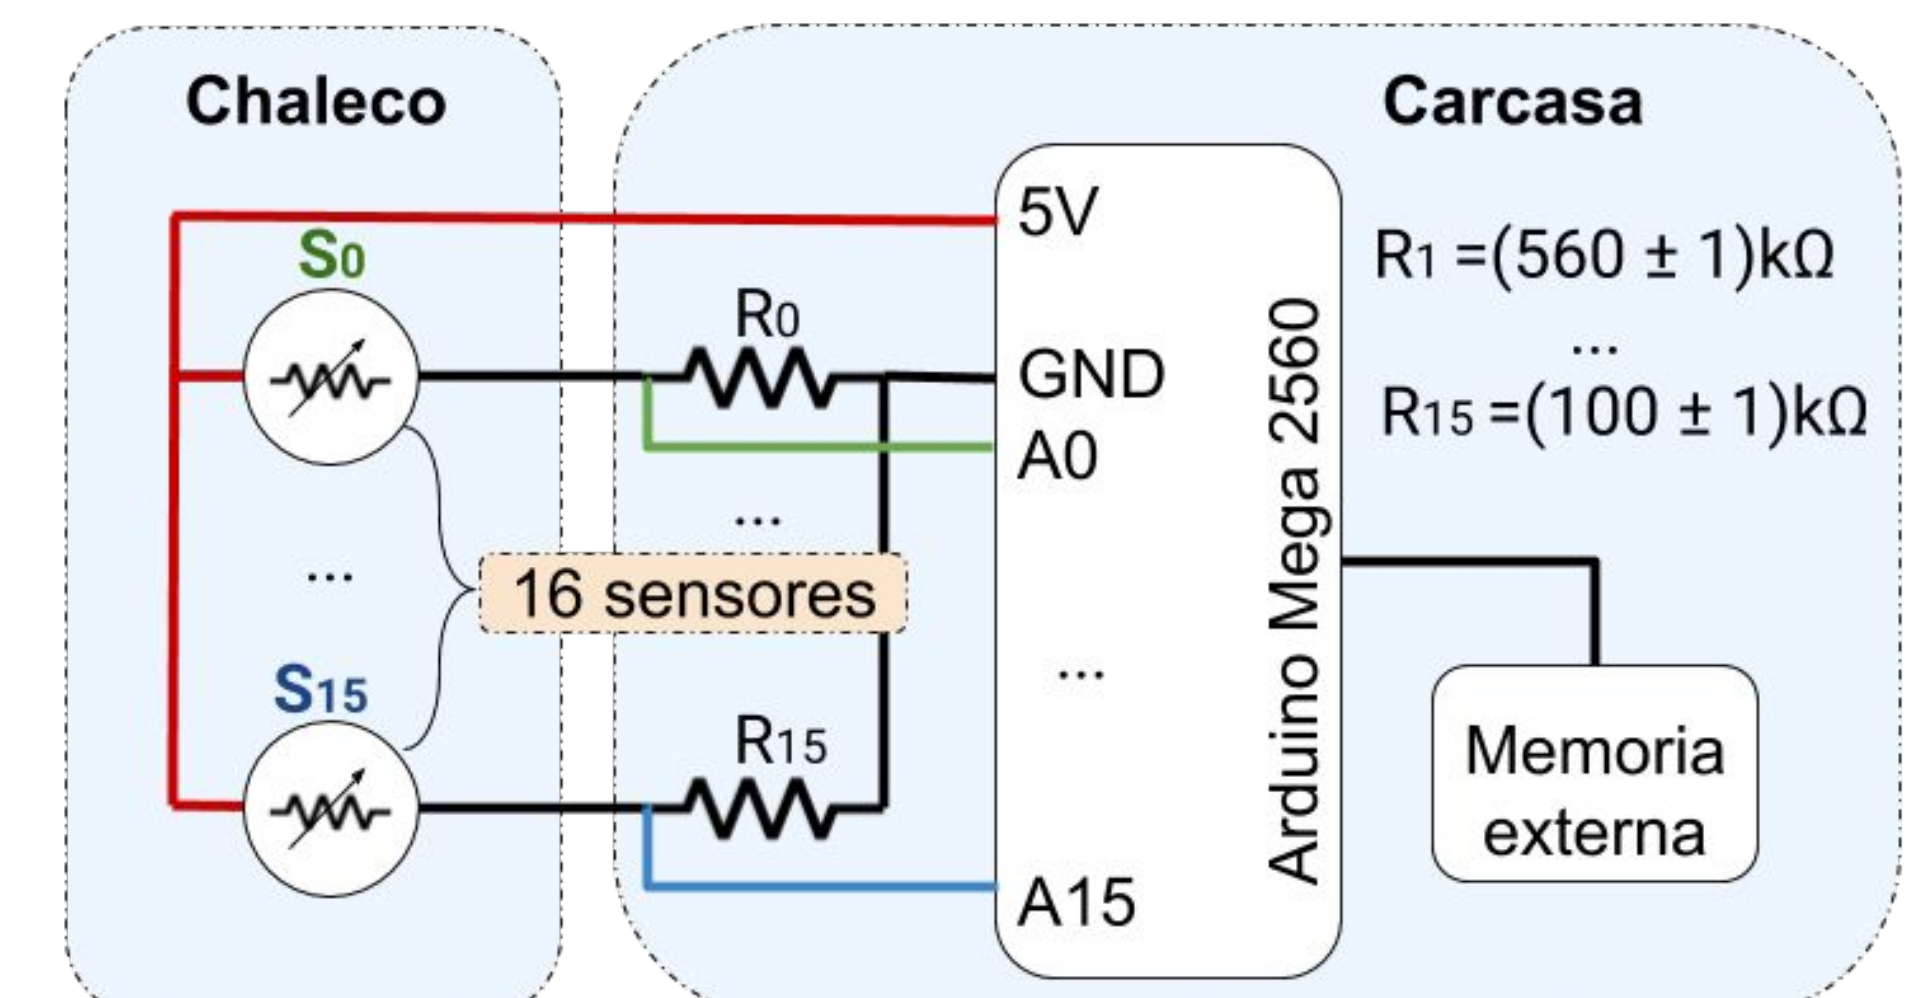 Chaleco
Carcasa
5V
S0
R1 =(560 ± 1)kΩ
R0
...
GND
R15 =(100 ± 1)kΩ
A0
...
...
16 sensores
Arduino Mega 2560
...
S15
R15
Memoria
externa
A15